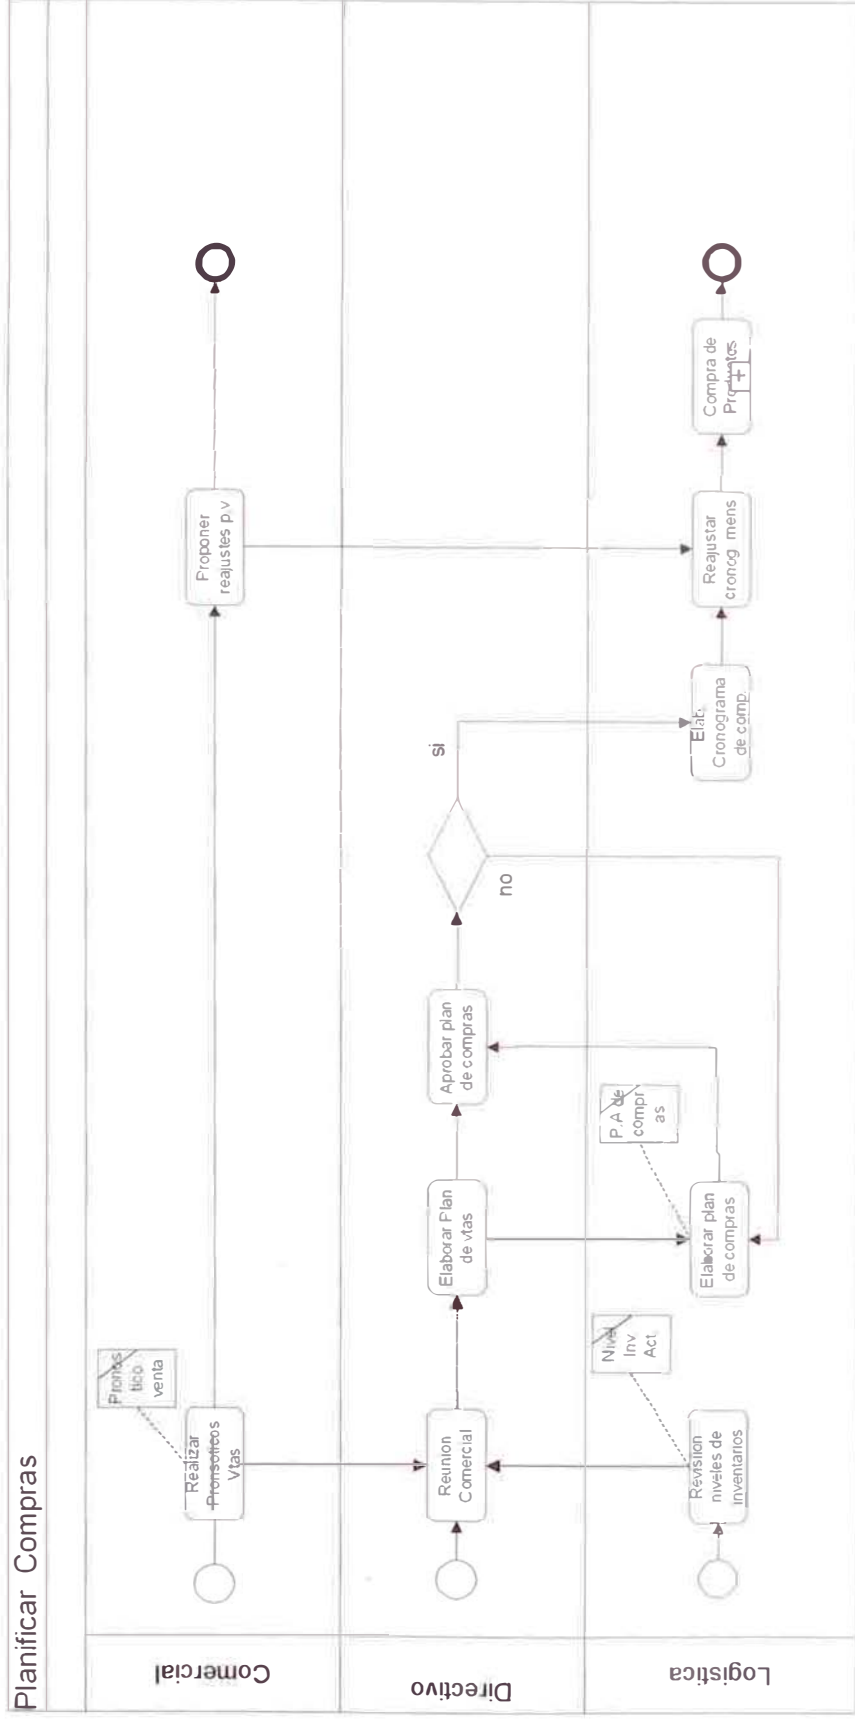 Planificar Compras
Comercial
Pronos
tico
venta
Realizar
Pronsoticos
Vtas
Proponer
reajustes p.v
Directivo
Reunion
Comercial
Elaborar Plan
de vtas
Aprobar plan
de compras
si
no
Logistica
Nivel
Inv
Act.
Revisiion
niveles de
inventarios
P.A de
compr
as
Elaborar plan
de compras
Elab.
Cronograma
de comp.
Reajustar
cronog mens
Compra de
Productos